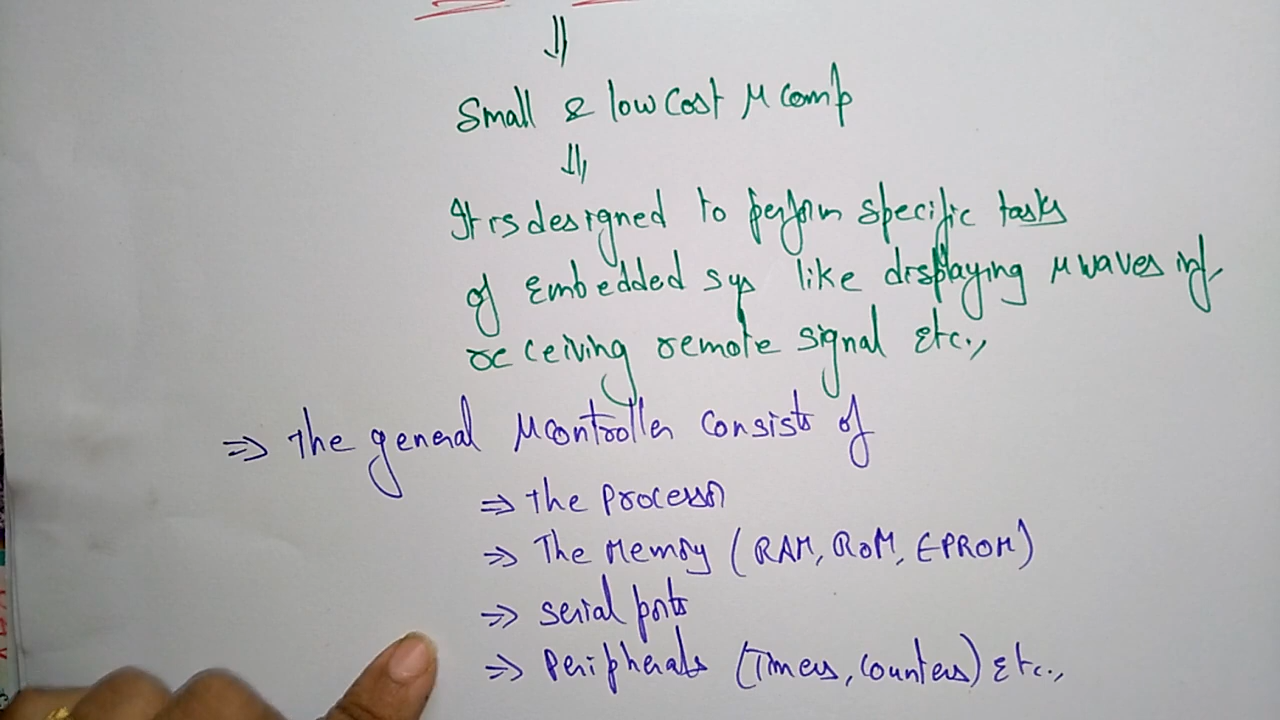 ⇓
Small & low cost μ comp
⇓
It is designed to perform specific tasks
of Embedded sys like displaying μwaves inf,
receiving remote signal Etc.,
⇒ The general μcontroller consists of
⇒ The processor
⇒ The Memory (RAM, ROM, EPROM)
⇒ Serial ports
⇒ Peripherals (Timers, Counters) Etc.,